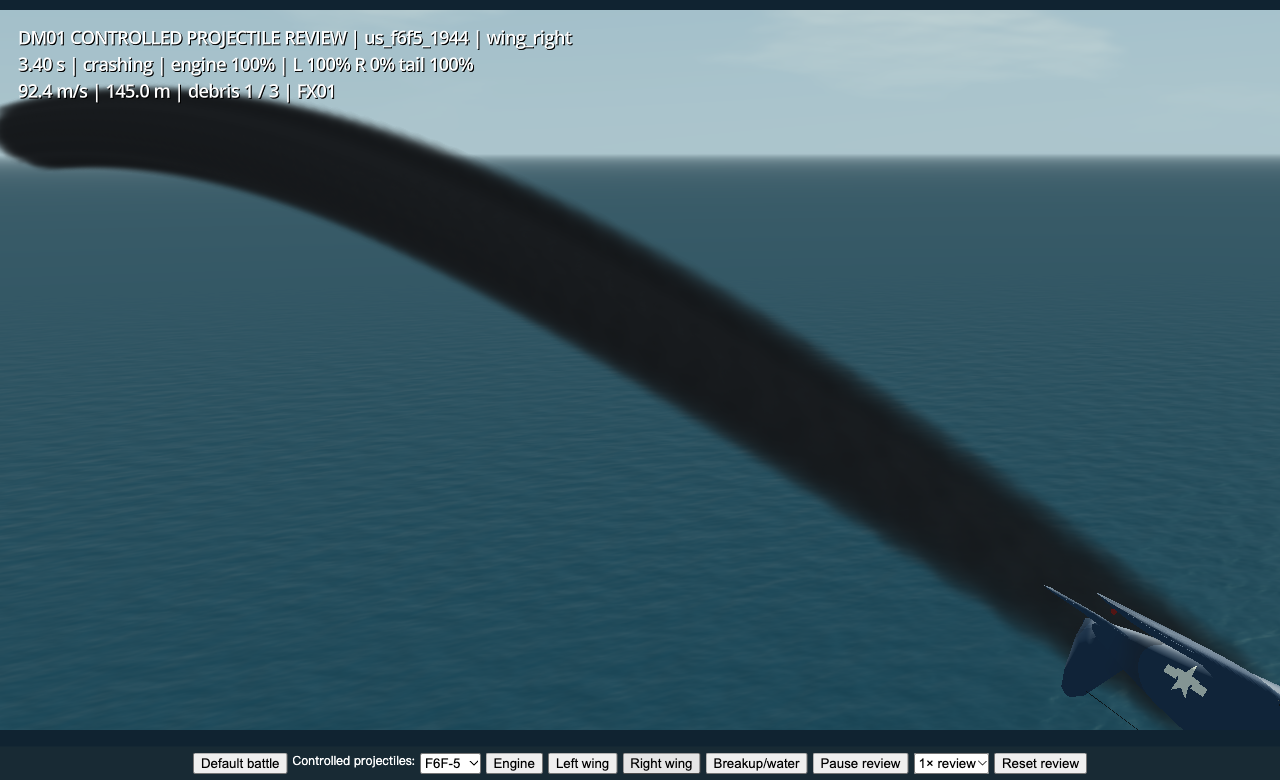 DM01 CONTROLLED PROJECTILE REVIEW | us_f6f5_1944 | wing_right
3.40 s | crashing | engine 100% | L 100% R 0% tail 100%
92.4 m/s | 145.0 m | debris 1 / 3 | FX01
Default battle Controlled projectiles: F6F-5 Engine Left wing Right wing Breakup/water Pause review 1× review Reset review